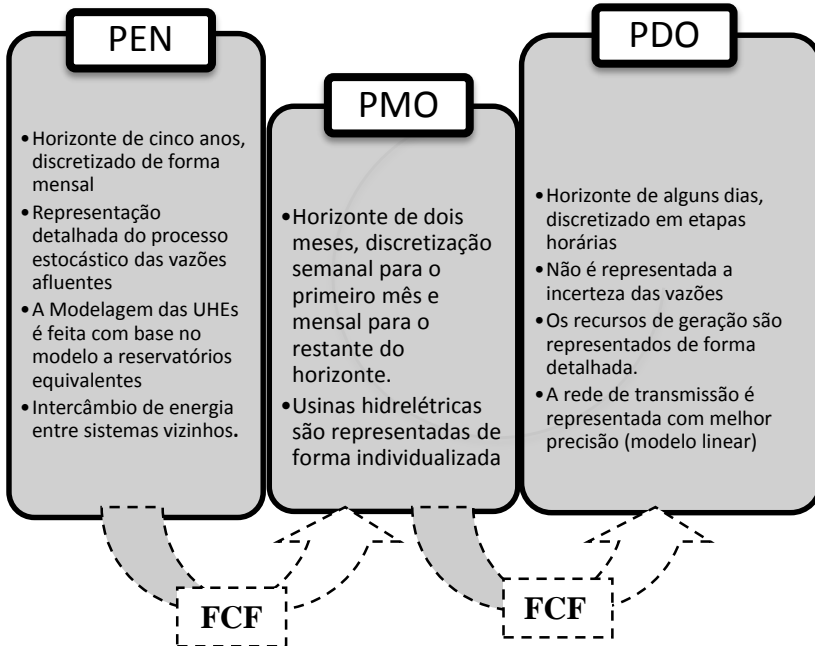 PEN
•Horizonte de cinco anos,
discretizado de forma
mensal
•Representação
detalhada do processo
estocástico das vazões
afluentes
•A Modelagem das UHEs
é feita com base no
modelo a reservatórios
equivalentes
•Intercâmbio de energia
entre sistemas vizinhos.
PMO
•Horizonte de dois
meses, discretização
semanal para o
primeiro mês e
mensal para o
restante do
horizonte.
•Usinas hidrelétricas
são representadas de
forma individualizada
PDO
•Horizonte de alguns dias,
discretizado em etapas
horárias
•Não é representada a
incerteza das vazões
•Os recursos de geração são
representados de forma
detalhada.
•A rede de transmissão é
representada com melhor
precisão (modelo linear)
FCF
FCF